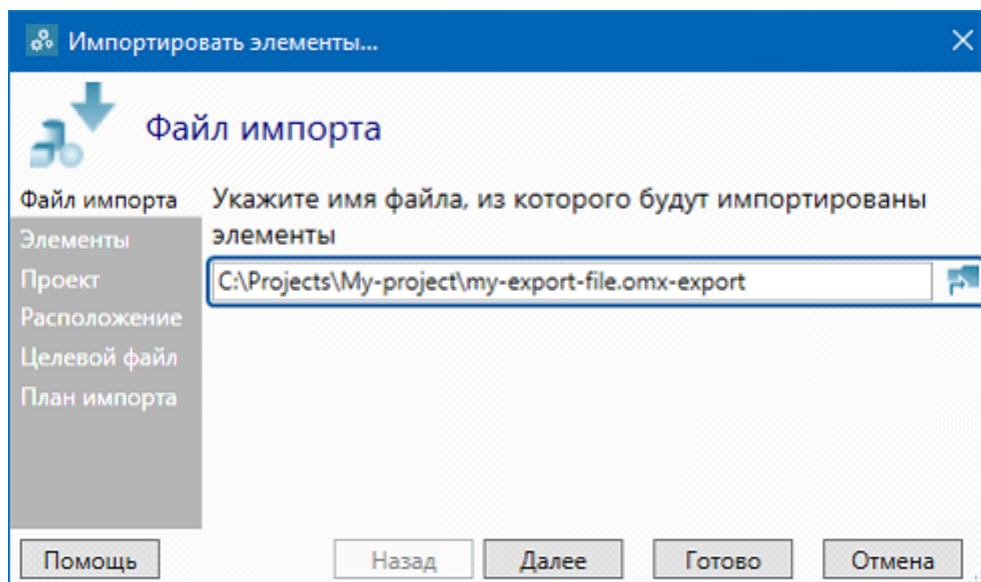 Импортировать элементы...
Файл импорта
Файл импорта
Элементы
Проект
Расположение
Целевой файл
План импорта
Укажите имя файла, из которого будут импортированы
элементы
C:\Projects\My-project\my-export-file.omx-export
Помощь
Назад
Далее
Готово
Отмена